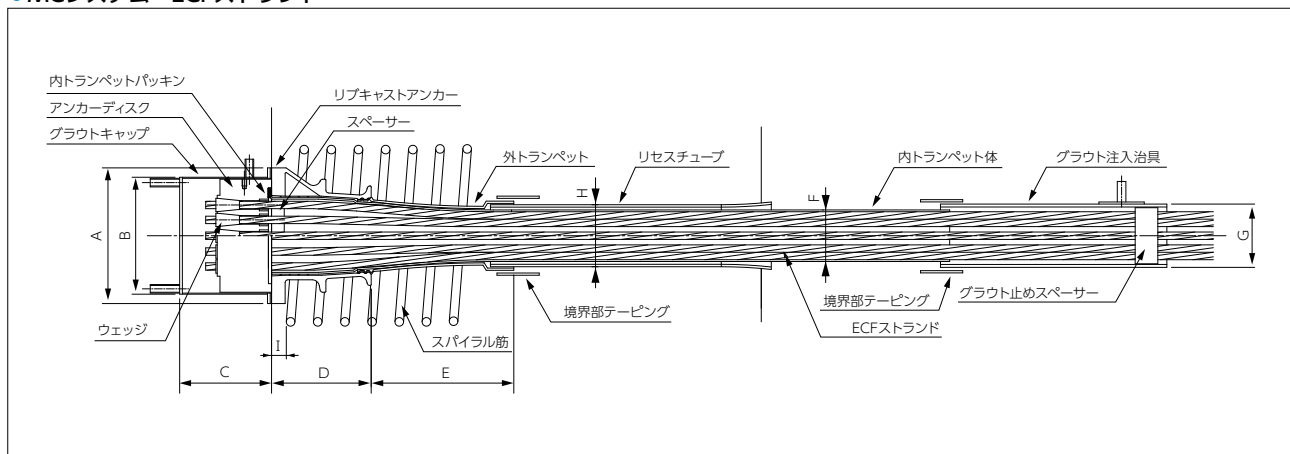 内トランペットパッキン
アンカーディスク
グラウトキャップ
リブキャストアンカー
スペーサー
外トランペット
リセスチューブ
内トランペット体
グラウト注入治具
A
B
H
F
G
ウェッジ
I
スパイラル筋
境界部テーピング
境界部テーピング
グラウト止めスペーサー
ECFストランド
C
D
E